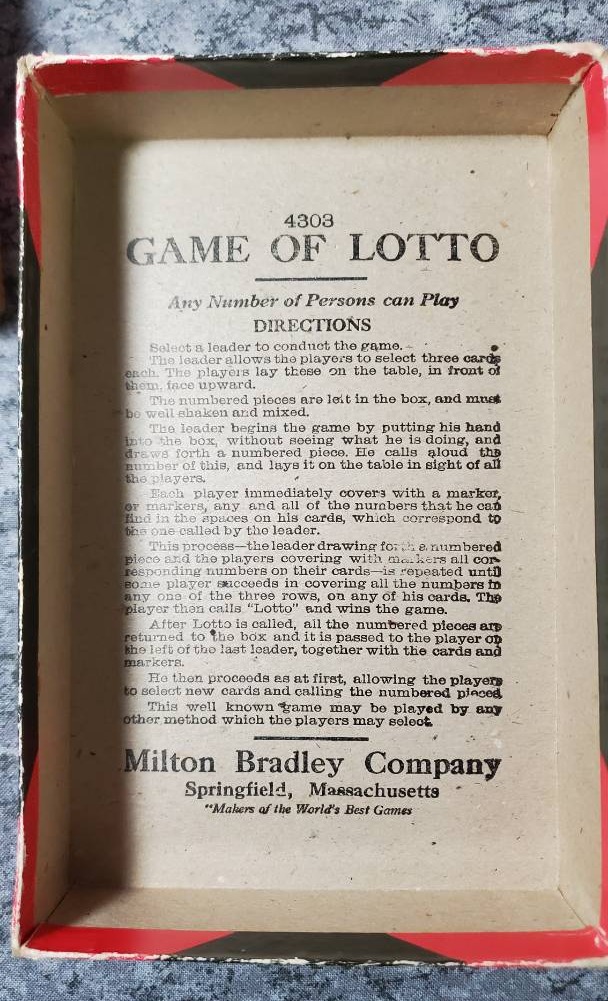 4303
GAME OF LOTTO
Any Number of Persons can Play
DIRECTIONS
Select a leader to conduct the game.
The leader allows the players to select three cards
each. The players lay these on the table, in front of
them, face upward.
The numbered pieces are left in the box, and must
be well shaken and mixed.
The leader begins the game by putting his hand
into the box, without seeing what he is doing, and
draws forth a numbered piece. He calls aloud the
number of this, and lays it on the table in sight of all
the players.
Each player immediately covers with a marker,
or markers, any and all of the numbers that he can
find in the spaces on his cards, which correspond to
the one called by the leader.
This process—the leader drawing forth a numbered
piece and the players covering with markers all cor-
responding numbers on their cards—is repeated until
some player succeeds in covering all the numbers in
any one of the three rows, on any of his cards. The
player then calls "Lotto" and wins the game.
After Lotto is called, all the numbered pieces are
returned to the box and it is passed to the player on
the left of the last leader, together with the cards and
markers.
He then proceeds as at first, allowing the players
to select new cards and calling the numbered pieces
This well known game may be played by any
other method which the players may select.
Milton Bradley Company
Springfield, Massachusetts
"Makers of the World's Best Games